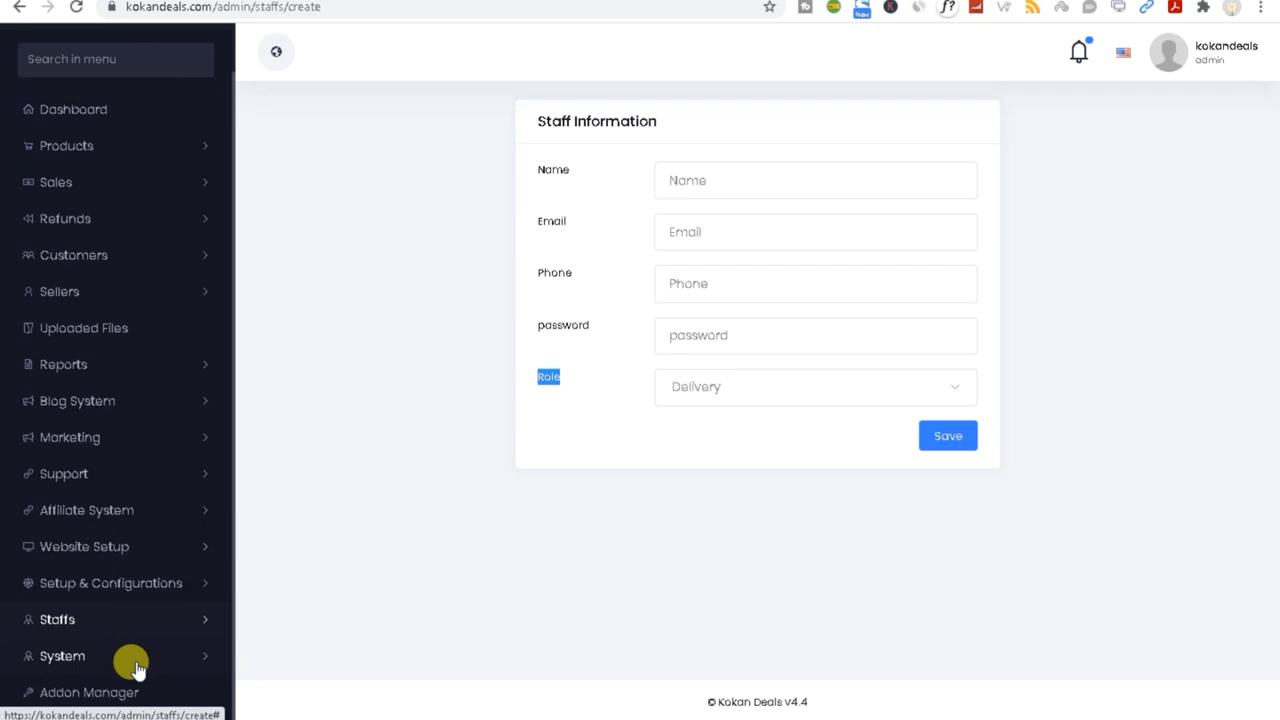 kokandeals.com/admin/staffs/create
Search in menu
Dashboard
Products
Sales
Refunds
Customers
Sellers
Uploaded Files
Reports
Blog System
Marketing
Support
Affiliate System
Website Setup
Setup & Configurations
Staffs
System
Addon Manager
https://kokandeals.com/admin/staffs/create#
kokandeals
admin
Staff Information
Name
Name
Email
Email
Phone
Phone
password
password
Role
Delivery
Save
© Kokan Deals v4.4